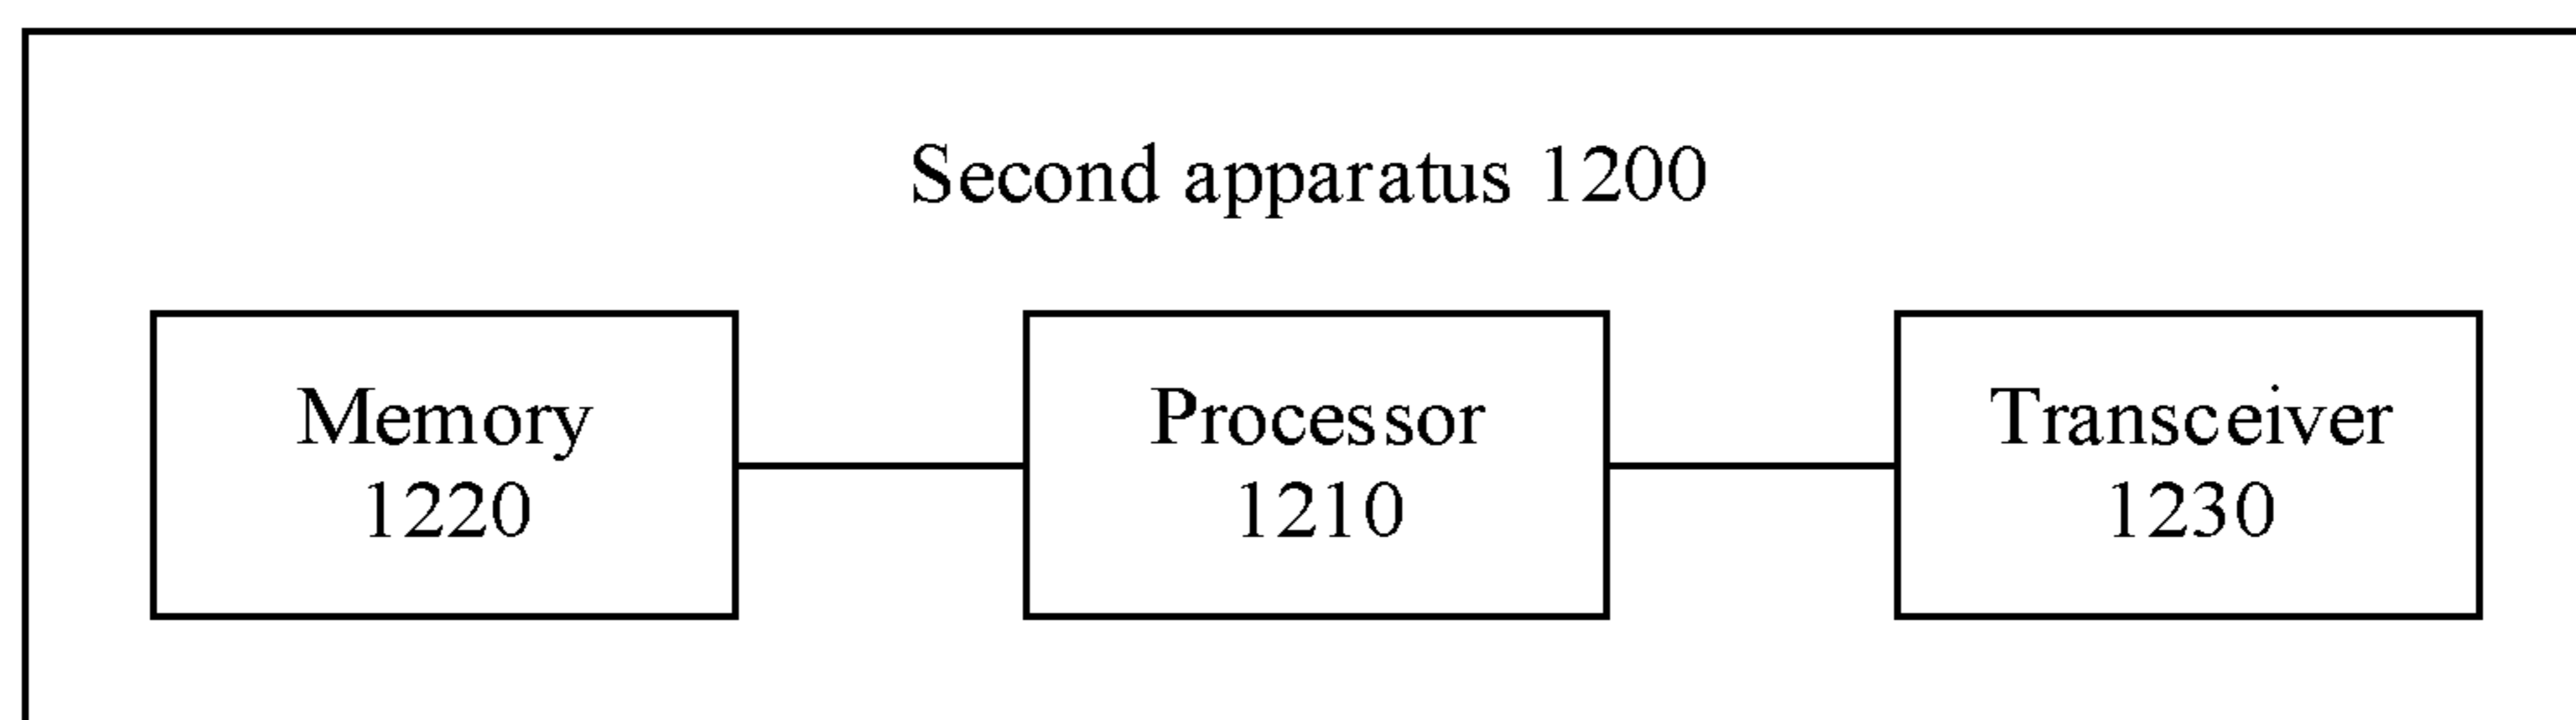 Second apparatus 1200
Memory
1220
Processor
1210
Transceiver
1230